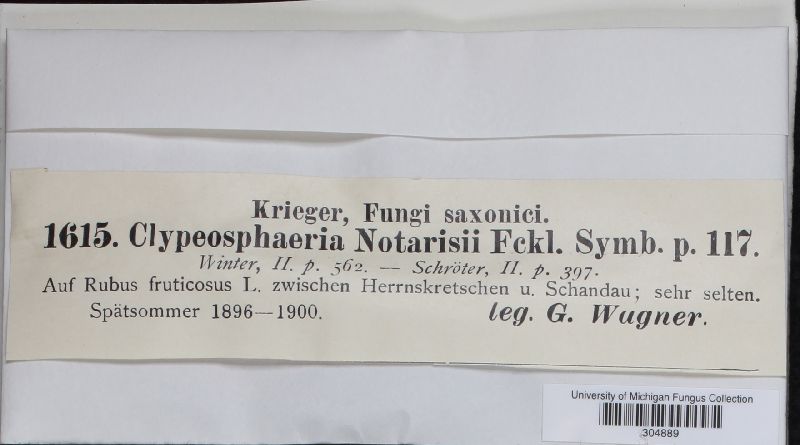 Krieger, Fungi saxonici.
1615. Clypeosphaeria Notarisii Fckl. Symb. p. 117.
Winter, II. p. 562. — Schröter, II. p. 397.
Auf Rubus fruticosus L. zwischen Herrnskretschen u. Schandau; sehr selten.
Spätsommer 1896—1900. leg. G. Wagner.
University of Michigan Fungus Collection
304889